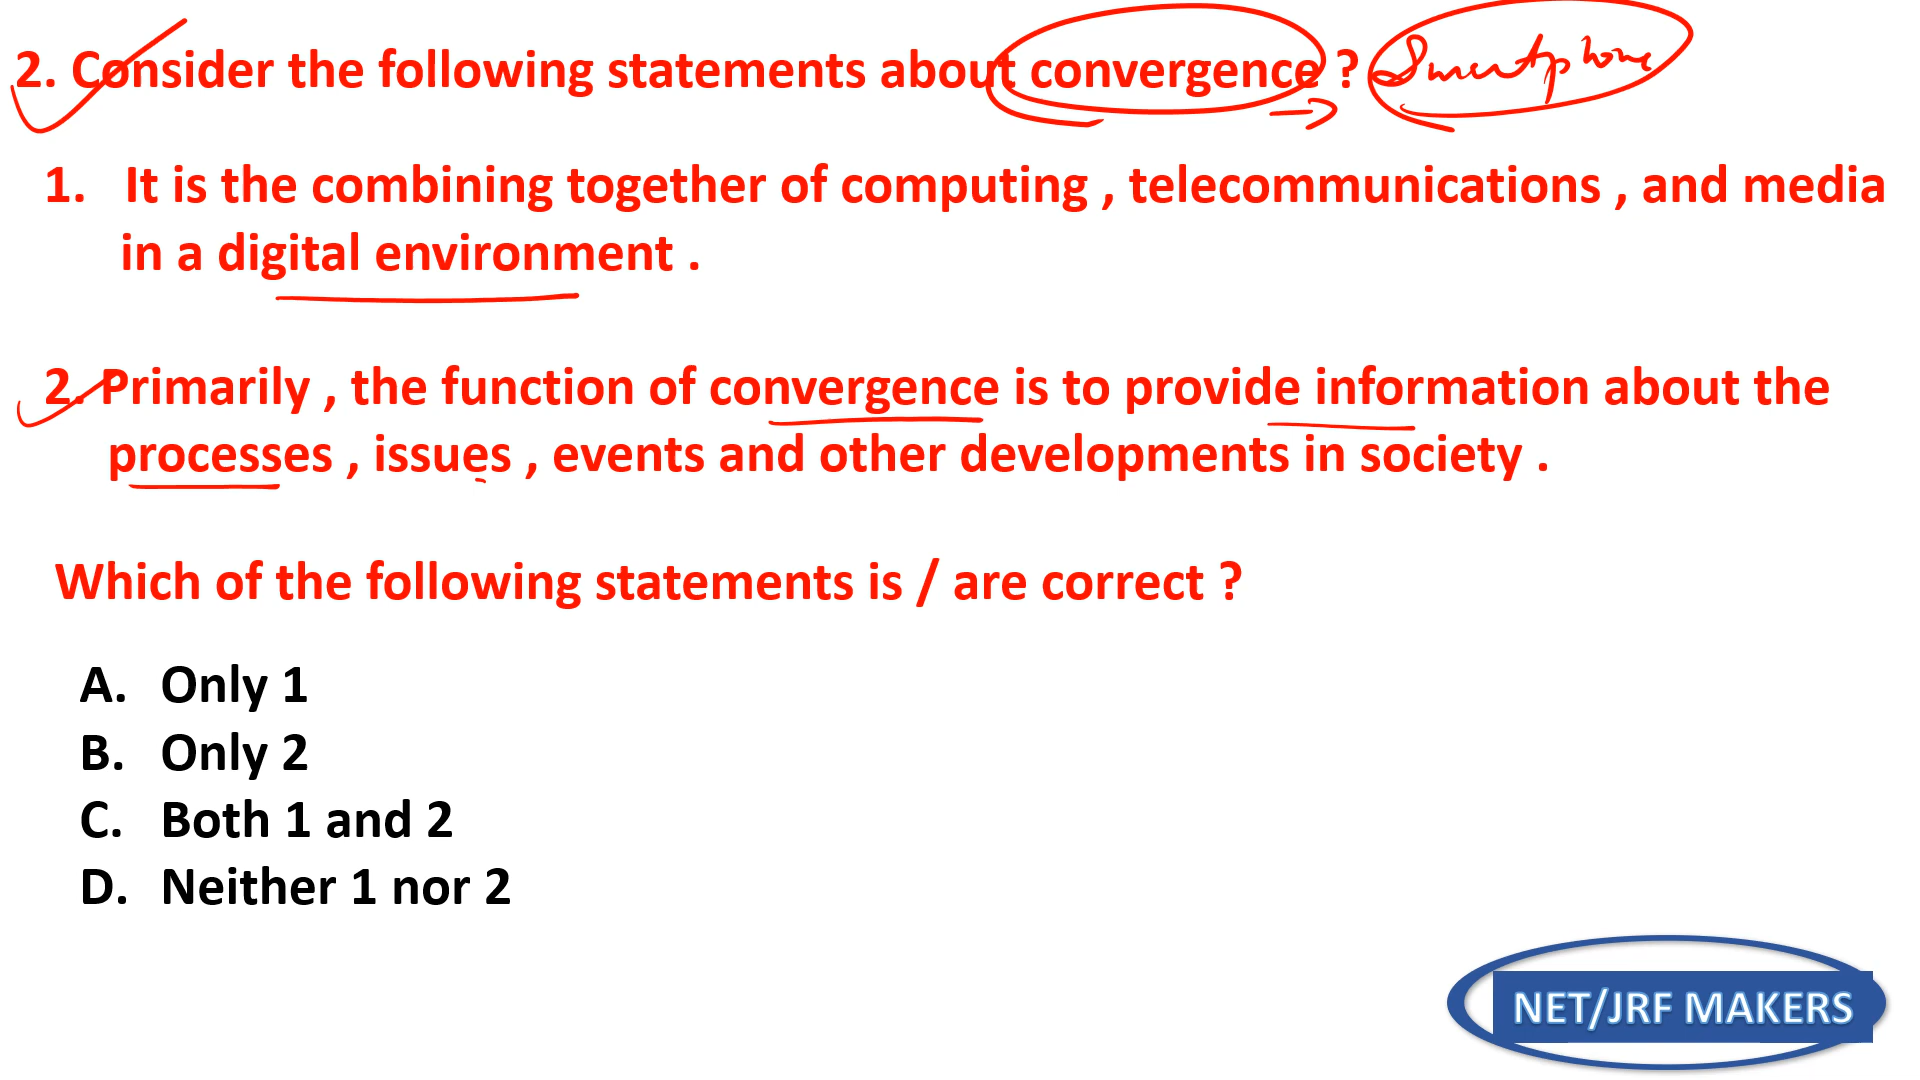 2. Consider the following statements about convergence ? Smartphone
1. It is the combining together of computing , telecommunications , and media
in a digital environment .
2. Primarily , the function of convergence is to provide information about the
processes , issues , events and other developments in society .
Which of the following statements is / are correct ?
A. Only 1
B. Only 2
C. Both 1 and 2
D. Neither 1 nor 2
NET/JRF MAKERS